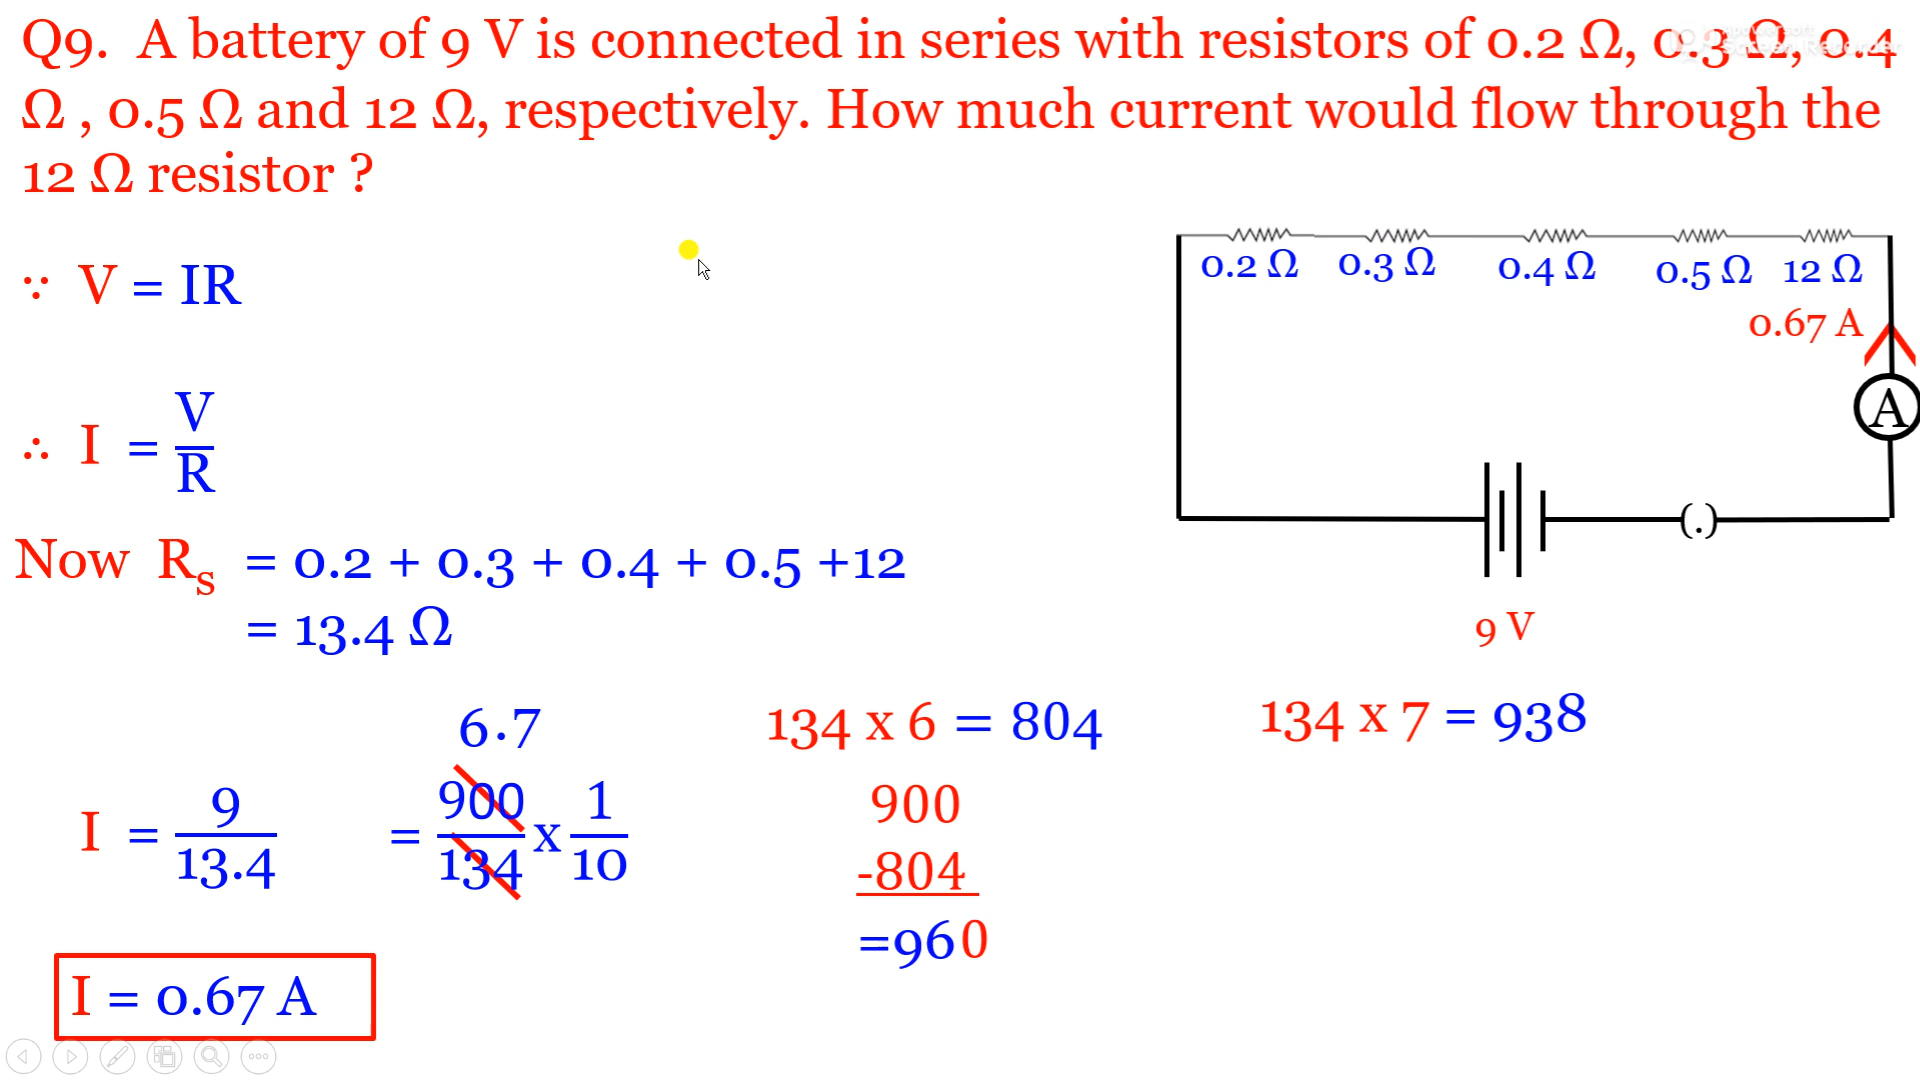 Q9. A battery of 9 V is connected in series with resistors of 0.2 Ω, 0.3 Ω, 0.4
Ω , 0.5 Ω and 12 Ω, respectively. How much current would flow through the
12 Ω resistor ?
0.2 Ω 0.3 Ω 0.4 Ω 0.5 Ω 12 Ω
∵ V = IR
0.67 A
A
∴ I = V/R
(.)
Now Rs = 0.2 + 0.3 + 0.4 + 0.5 +12
= 13.4 Ω
9 V
6.7
134 x 6 = 804
134 x 7 = 938
I = 9/13.4 = 900/134 x 1/10
900
-804
=960
I = 0.67 A